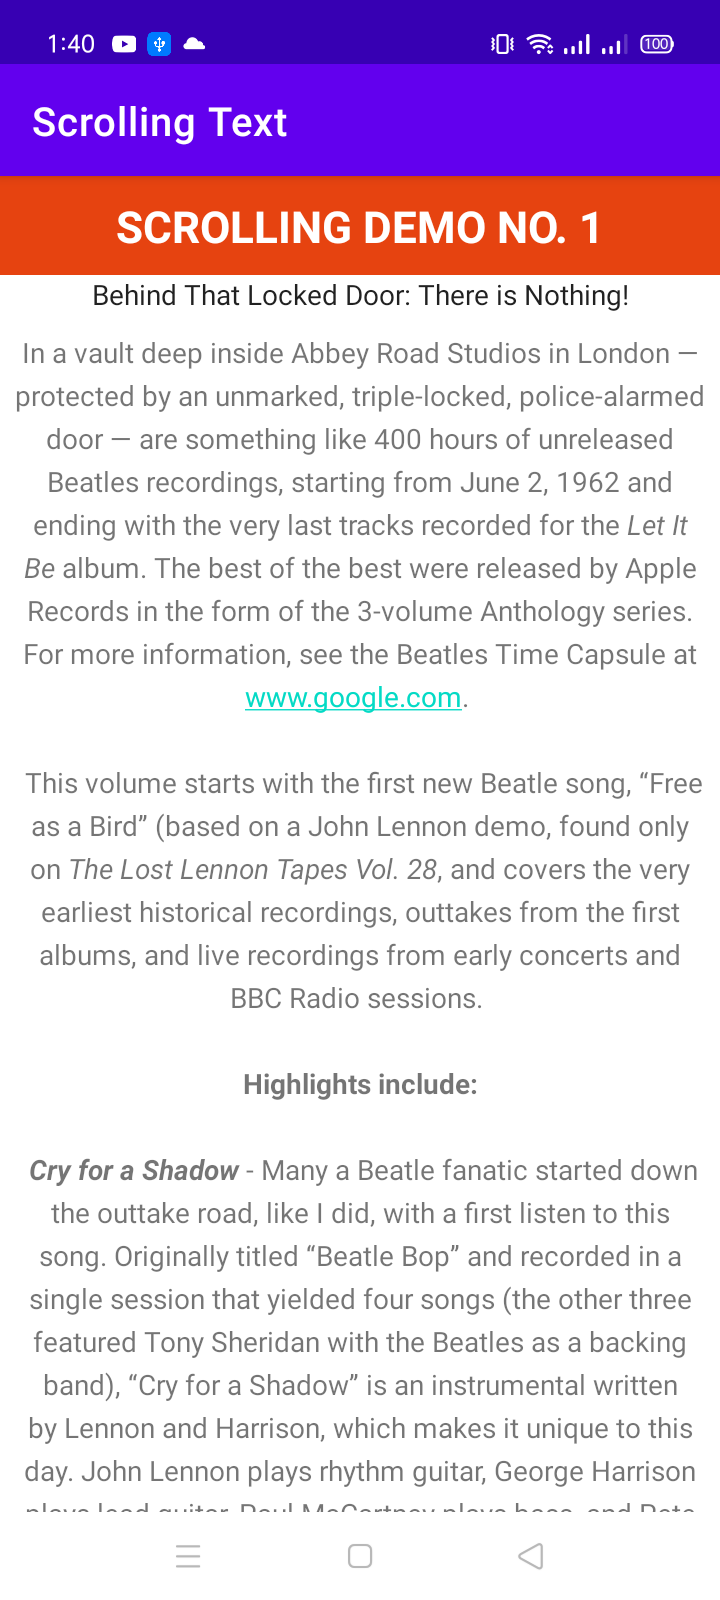 1:40
100
Scrolling Text
SCROLLING DEMO NO. 1
Behind That Locked Door: There is Nothing!
In a vault deep inside Abbey Road Studios in London —
protected by an unmarked, triple-locked, police-alarmed
door — are something like 400 hours of unreleased
Beatles recordings, starting from June 2, 1962 and
ending with the very last tracks recorded for the Let It
Be album. The best of the best were released by Apple
Records in the form of the 3-volume Anthology series.
For more information, see the Beatles Time Capsule at
www.google.com.
This volume starts with the first new Beatle song, “Free
as a Bird” (based on a John Lennon demo, found only
on The Lost Lennon Tapes Vol. 28, and covers the very
earliest historical recordings, outtakes from the first
albums, and live recordings from early concerts and
BBC Radio sessions.
Highlights include:
Cry for a Shadow - Many a Beatle fanatic started down
the outtake road, like I did, with a first listen to this
song. Originally titled “Beatle Bop” and recorded in a
single session that yielded four songs (the other three
featured Tony Sheridan with the Beatles as a backing
band), “Cry for a Shadow” is an instrumental written
by Lennon and Harrison, which makes it unique to this
day. John Lennon plays rhythm guitar, George Harrison
plays lead guitar, Paul McCartney plays bass, and Pete